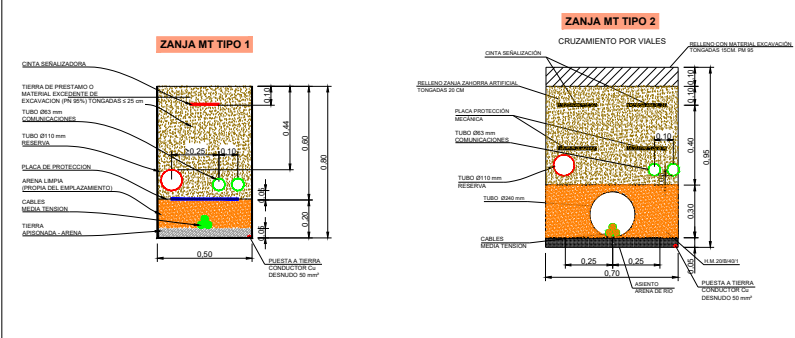 ZANJA MT TIPO 1
CINTA SEÑALIZADORA
TIERRA DE PRESTAMO O
MATERIAL EXCEDENTE DE
EXCAVACION (PN 95%) TONGADAS ≤ 25 cm
TUBO Ø63 mm
COMUNICACIONES
TUBO Ø110 mm
RESERVA
PLACA DE PROTECCION
ARENA LIMPIA
(PROPIA DEL EMPLAZAMIENTO)
CABLES
MEDIA TENSION
TIERRA
APISONADA - ARENA
>0.25
0,10
0,10
0,44
0,60
0,80
0,20
0,05
0,50
PUESTA A TIERRA
CONDUCTOR Cu
DESNUDO 50 mm²
ZANJA MT TIPO 2
CRUZAMIENTO POR VIALES
CINTA SEÑALIZACIÓN
RELLENO CON MATERIAL EXCAVACIÓN
TONGADAS 15CM. PM 95
RELLENO ZANJA ZAHORRA ARTIFICIAL
TONGADAS 20 CM
PLACA PROTECCIÓN
MECÁNICA
TUBO Ø63mm
COMUNICACIONES
TUBO Ø110 mm
RESERVA
TUBO Ø240 mm
CABLES
MEDIA TENSION
0,10
0,10
0,10
0,40
0,95
0,30
0,05
0,25
0,25
0,70
ASIENTO
ARENA DE RIO
H.M. 20/B/40/1
PUESTA A TIERRA
CONDUCTOR Cu
DESNUDO 50 mm²